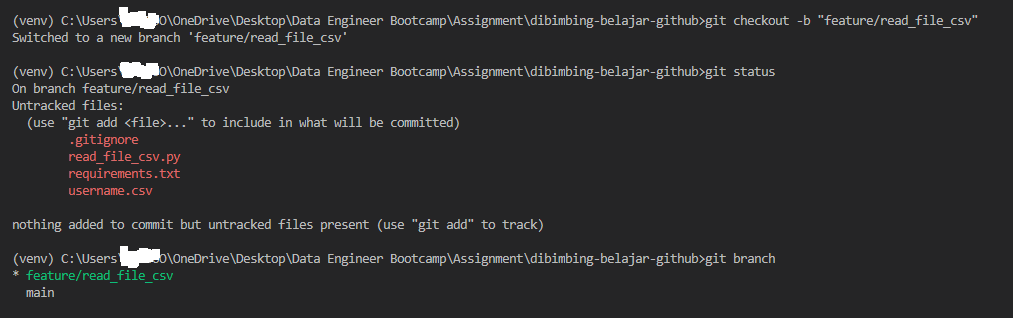 (venv) C:\Users\O\OneDrive\Desktop\Data Engineer Bootcamp\Assignment\dibimbing-belajar-github>git checkout -b "feature/read_file_csv"
Switched to a new branch 'feature/read_file_csv'
(venv) C:\Users\O\OneDrive\Desktop\Data Engineer Bootcamp\Assignment\dibimbing-belajar-github>git status
On branch feature/read_file_csv
Untracked files:
(use "git add <file>..." to include in what will be committed)
.gitignore
read_file_csv.py
requirements.txt
username.csv
nothing added to commit but untracked files present (use "git add" to track)
(venv) C:\Users\O\OneDrive\Desktop\Data Engineer Bootcamp\Assignment\dibimbing-belajar-github>git branch
* feature/read_file_csv
main